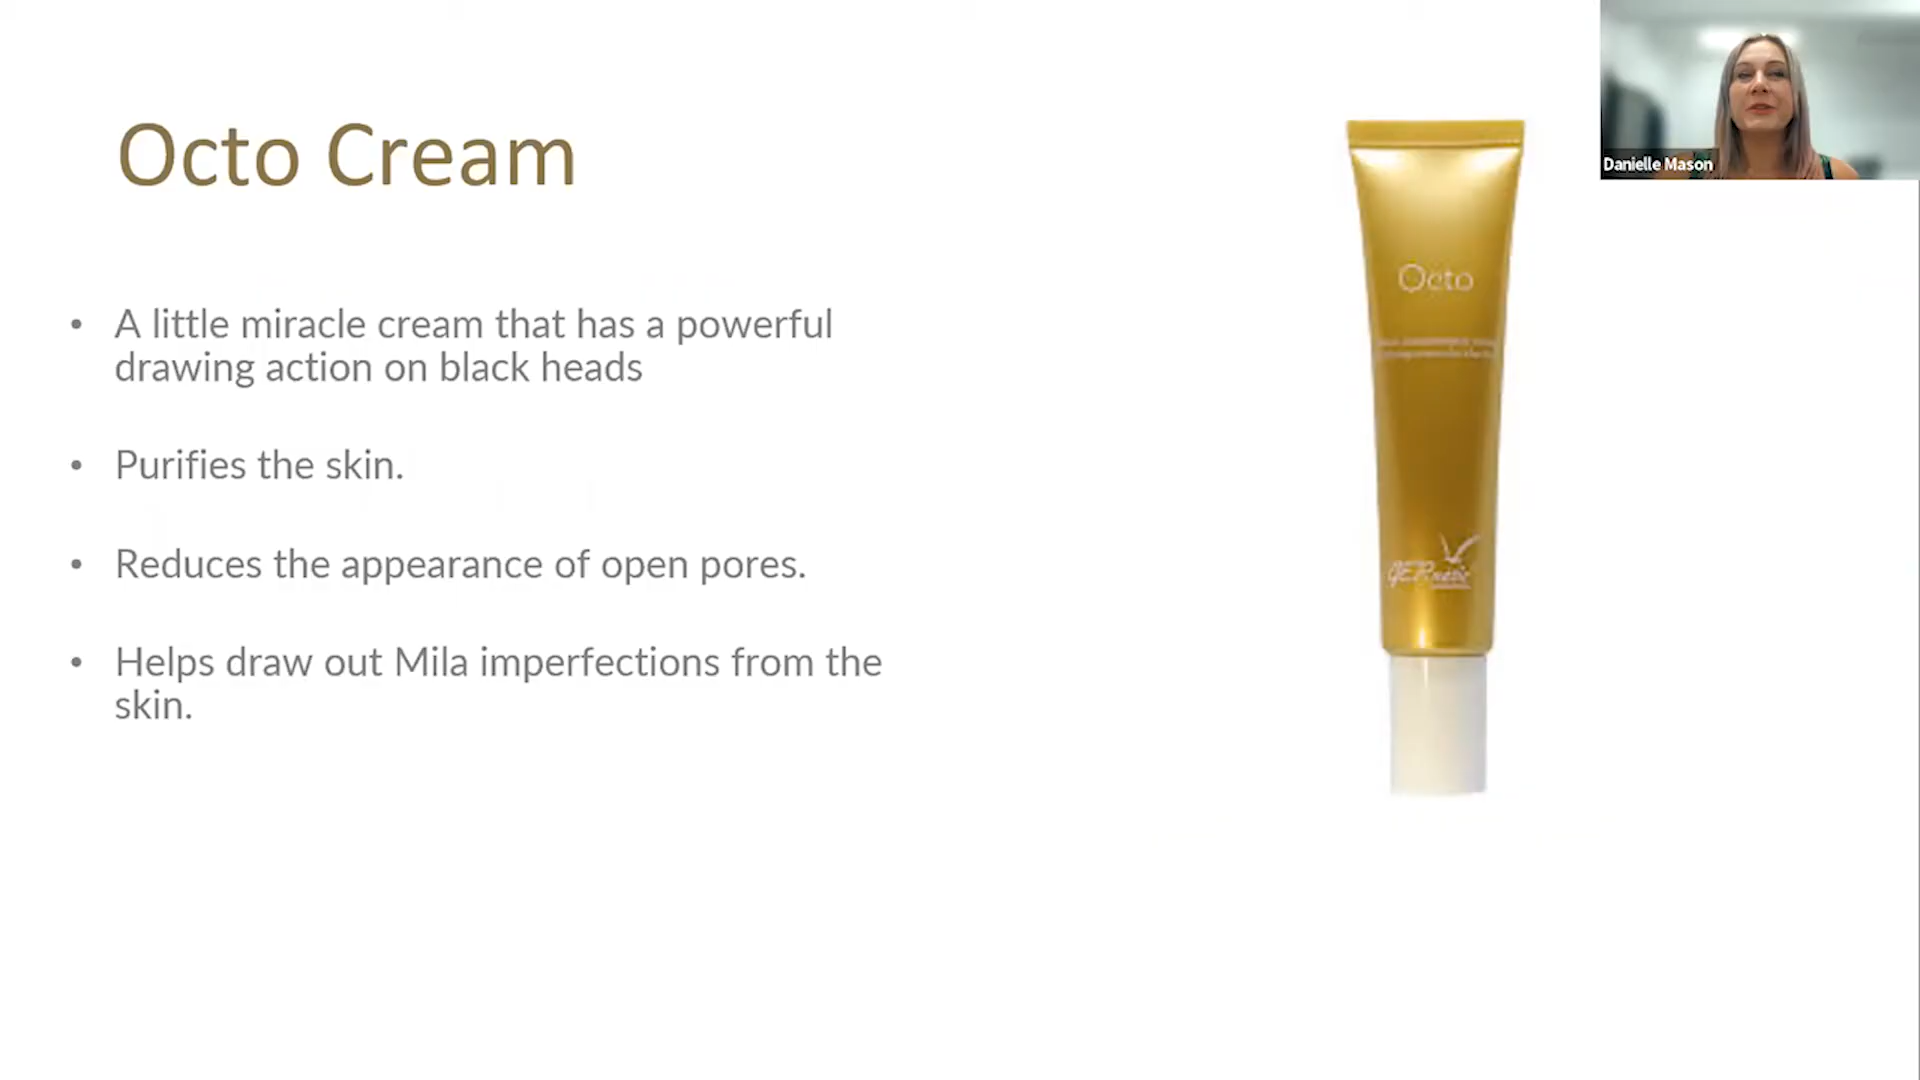 Octo Cream
• A little miracle cream that has a powerful
drawing action on black heads
• Purifies the skin.
• Reduces the appearance of open pores.
• Helps draw out Mila imperfections from the
skin.
Octo
GERnétic
Danielle Mason